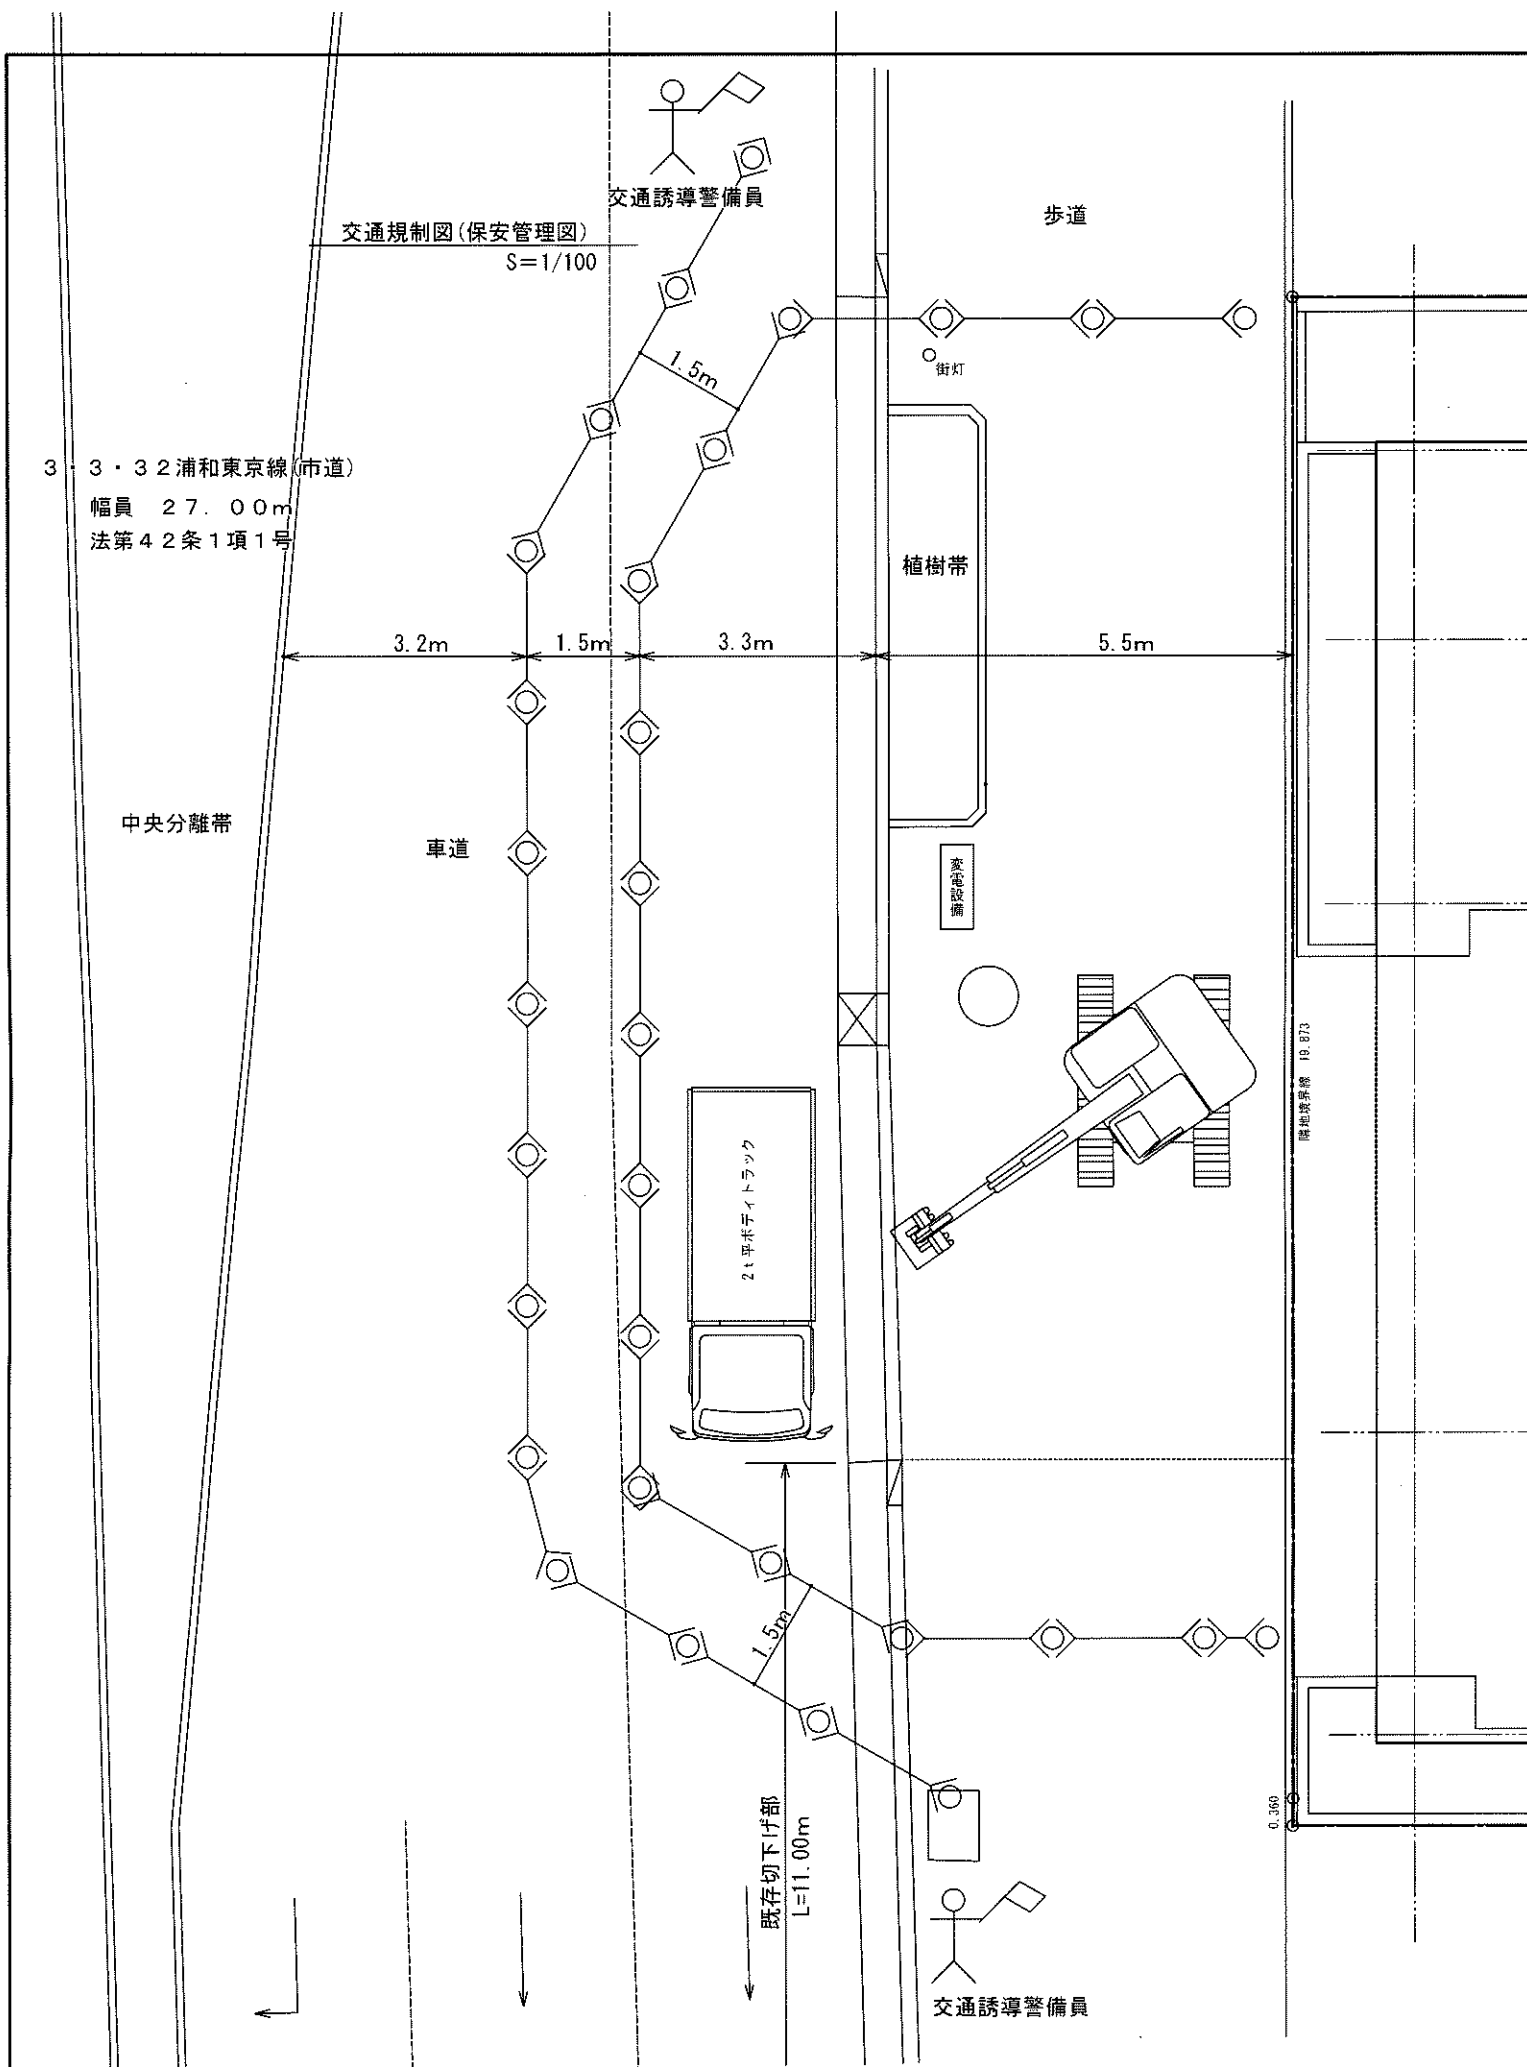 交通誘導警備員
歩道
交通規制図(保安管理図)
S=1/100
1.5m
街灯
3・3・32浦和東京線(市道)
幅員 27.00m
法第42条1項1号
植樹帯
3.2m
1.5m
3.3m
5.5m
中央分離帯
車道
変電設備
隣地境界線 19.873
2t平ボディトラック
1.5m
既存切下げ部
L=11.00m
0.360
交通誘導警備員